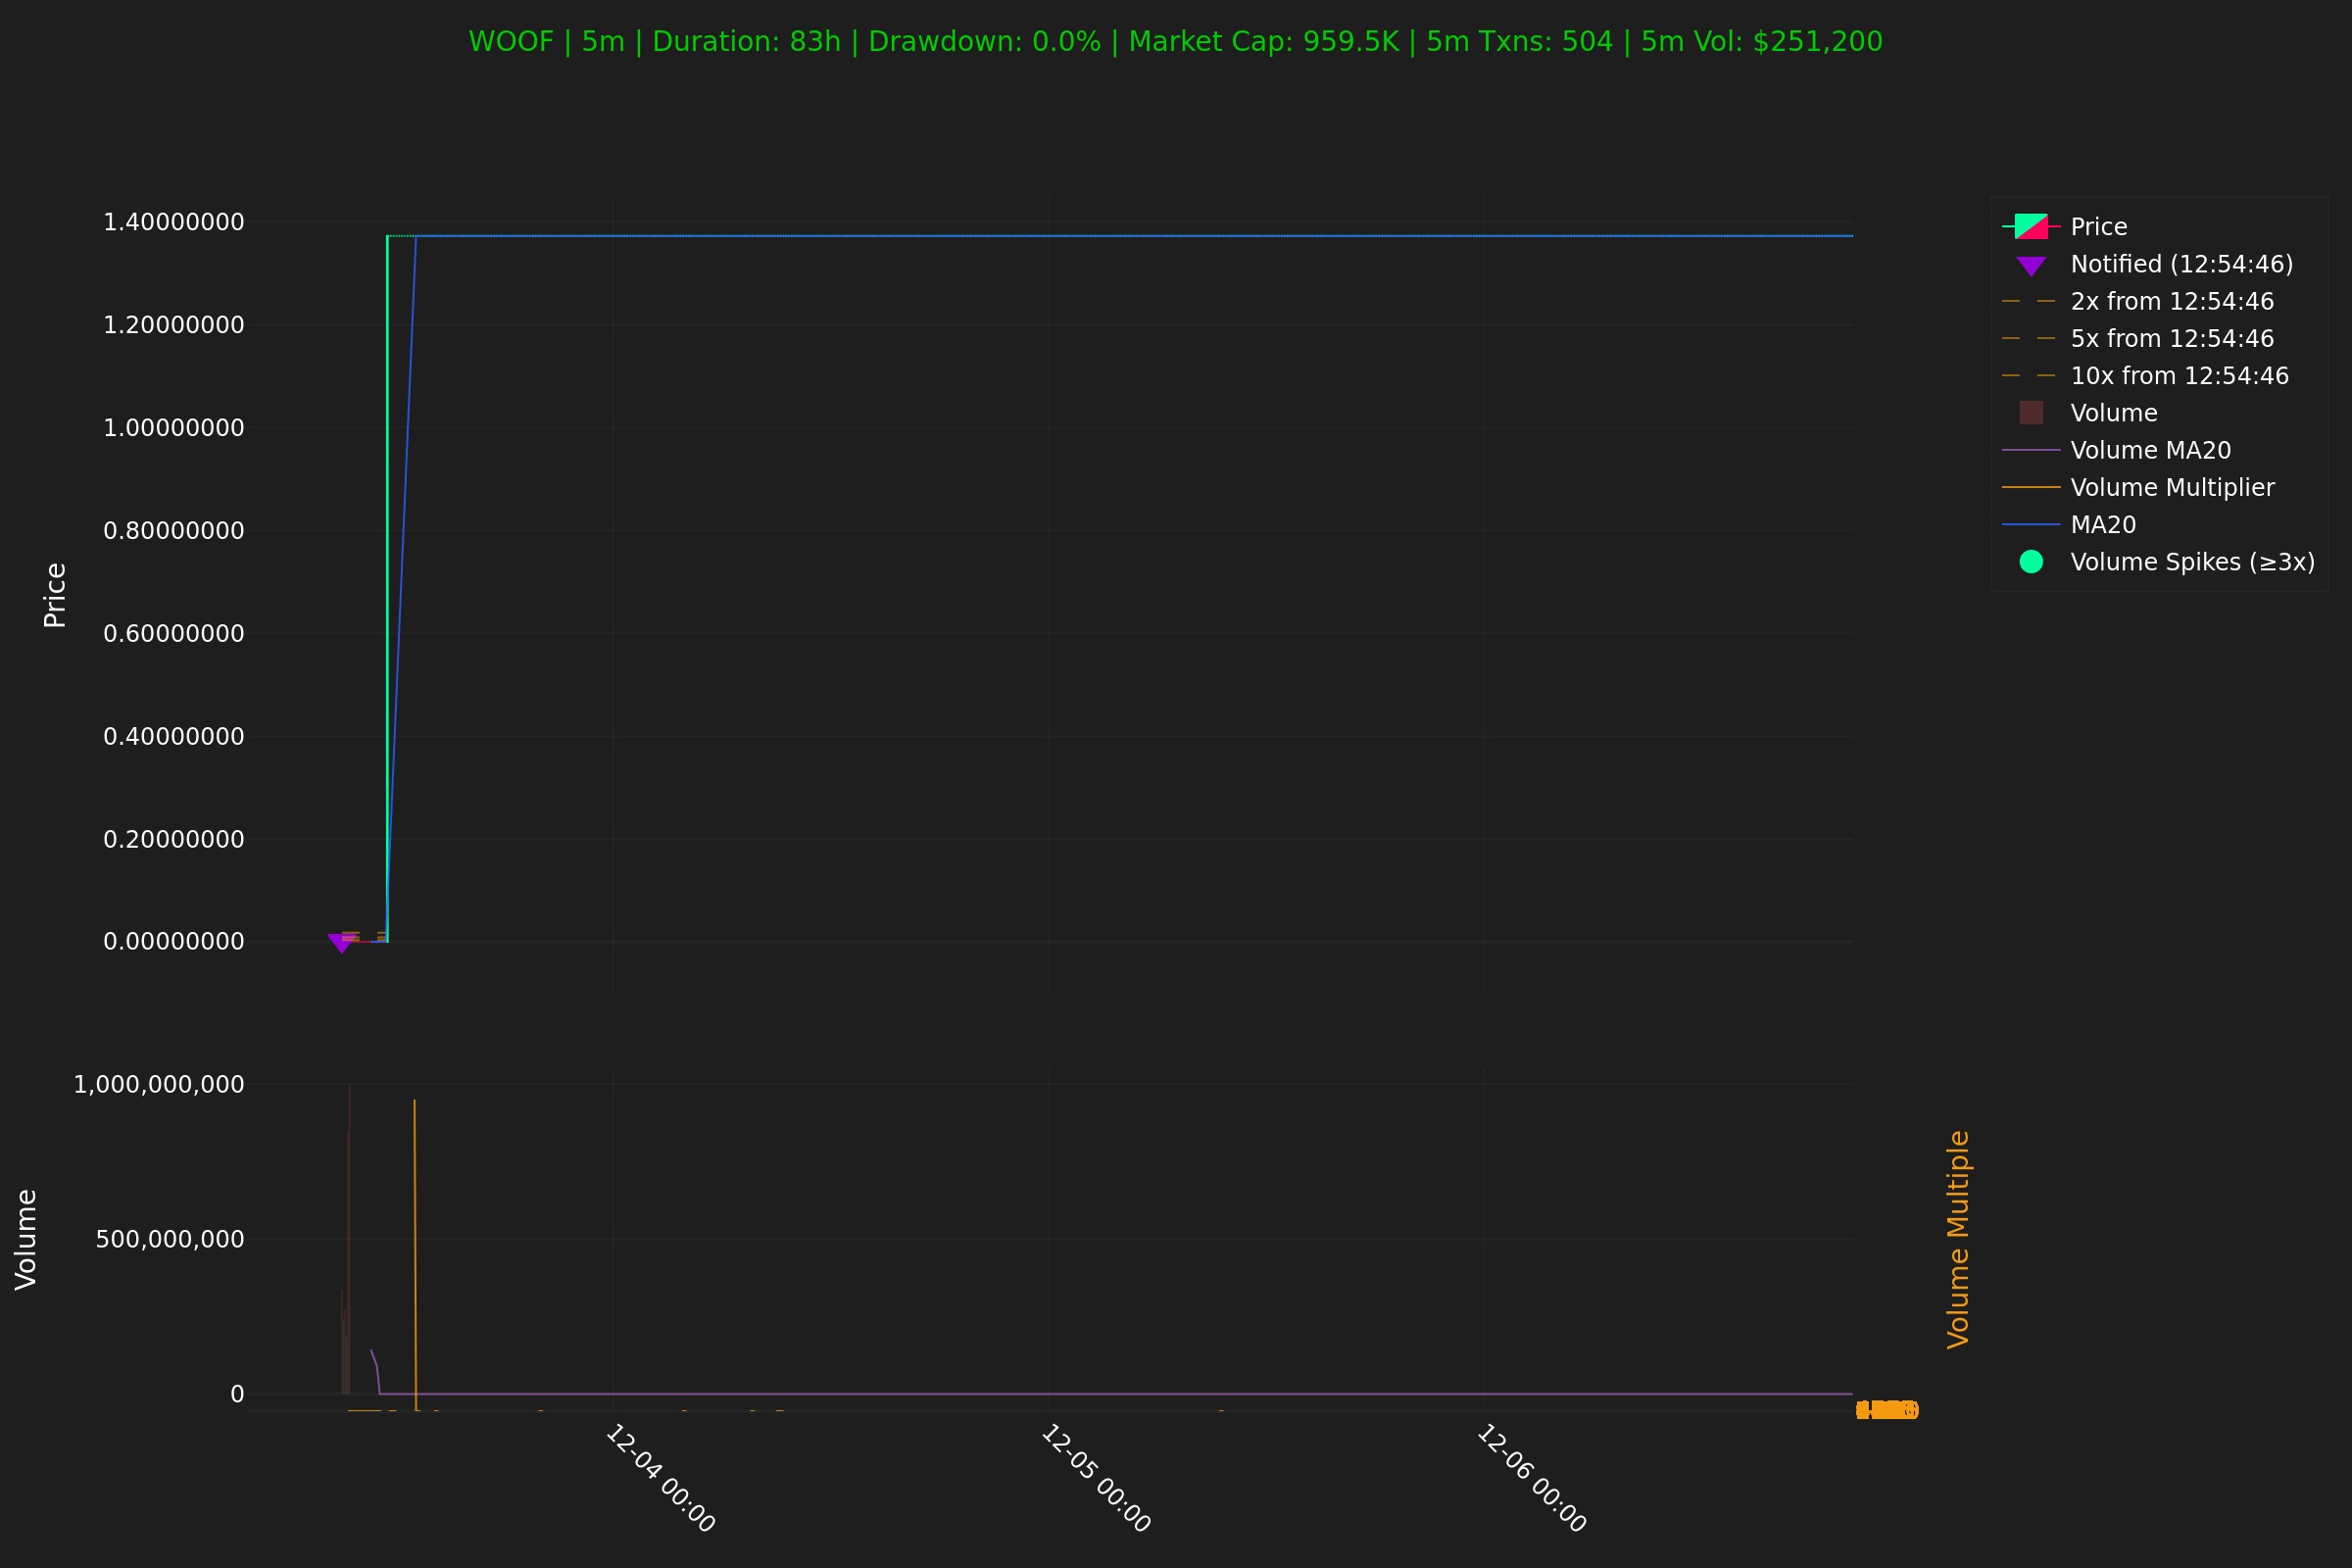 WOOF | 5m | Duration: 83h | Drawdown: 0.0% | Market Cap: 959.5K | 5m Txns: 504 | 5m Vol: $251,200
Price
1.40000000
1.20000000
1.00000000
0.80000000
0.60000000
0.40000000
0.20000000
0.00000000
Price
Notified (12:54:46)
2x from 12:54:46
5x from 12:54:46
10x from 12:54:46
Volume
Volume MA20
Volume Multiplier
MA20
Volume Spikes (≥3x)
Volume
1,000,000,000
500,000,000
0
Volume Multiple
12-04 00:00
12-05 00:00
12-06 00:00